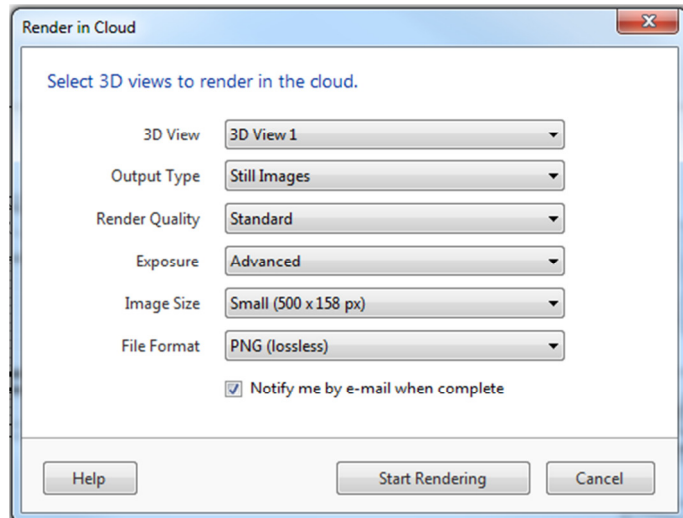 Render in Cloud
Select 3D views to render in the cloud.
3D View 3D View 1
Output Type Still Images
Render Quality Standard
Exposure Advanced
Image Size Small (500 x 158 px)
File Format PNG (lossless)
Notify me by e-mail when complete
Help Start Rendering Cancel